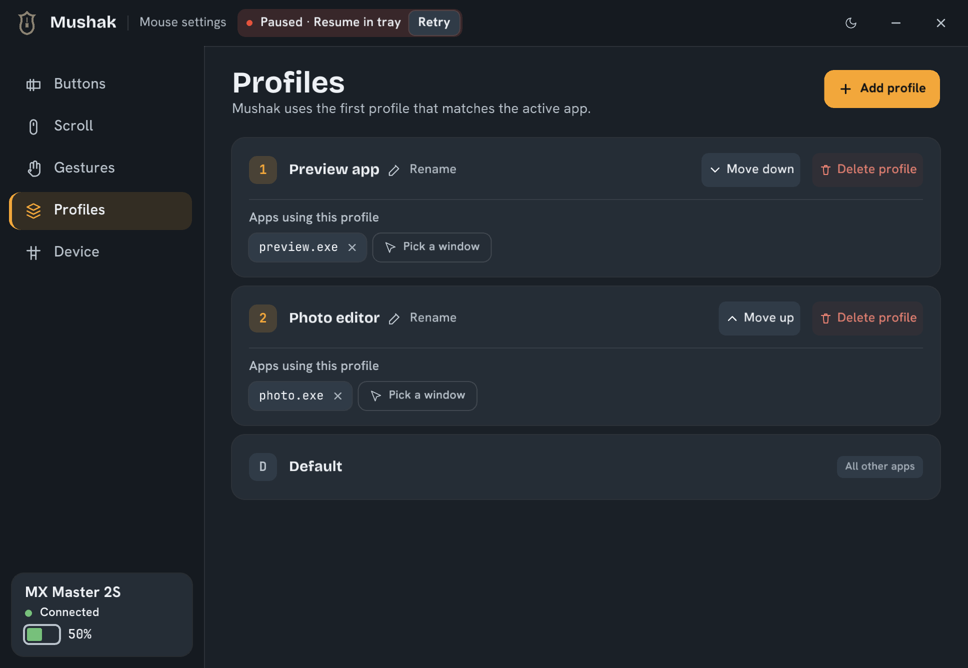 Mushak | Mouse settings Paused · Resume in tray Retry
Buttons
Scroll
Gestures
Profiles
Device
MX Master 2S
Connected
50%
Profiles
Mushak uses the first profile that matches the active app.
+ Add profile
1 Preview app Rename Move down Delete profile
Apps using this profile
preview.exe × Pick a window
2 Photo editor Rename Move up Delete profile
Apps using this profile
photo.exe × Pick a window
D Default All other apps